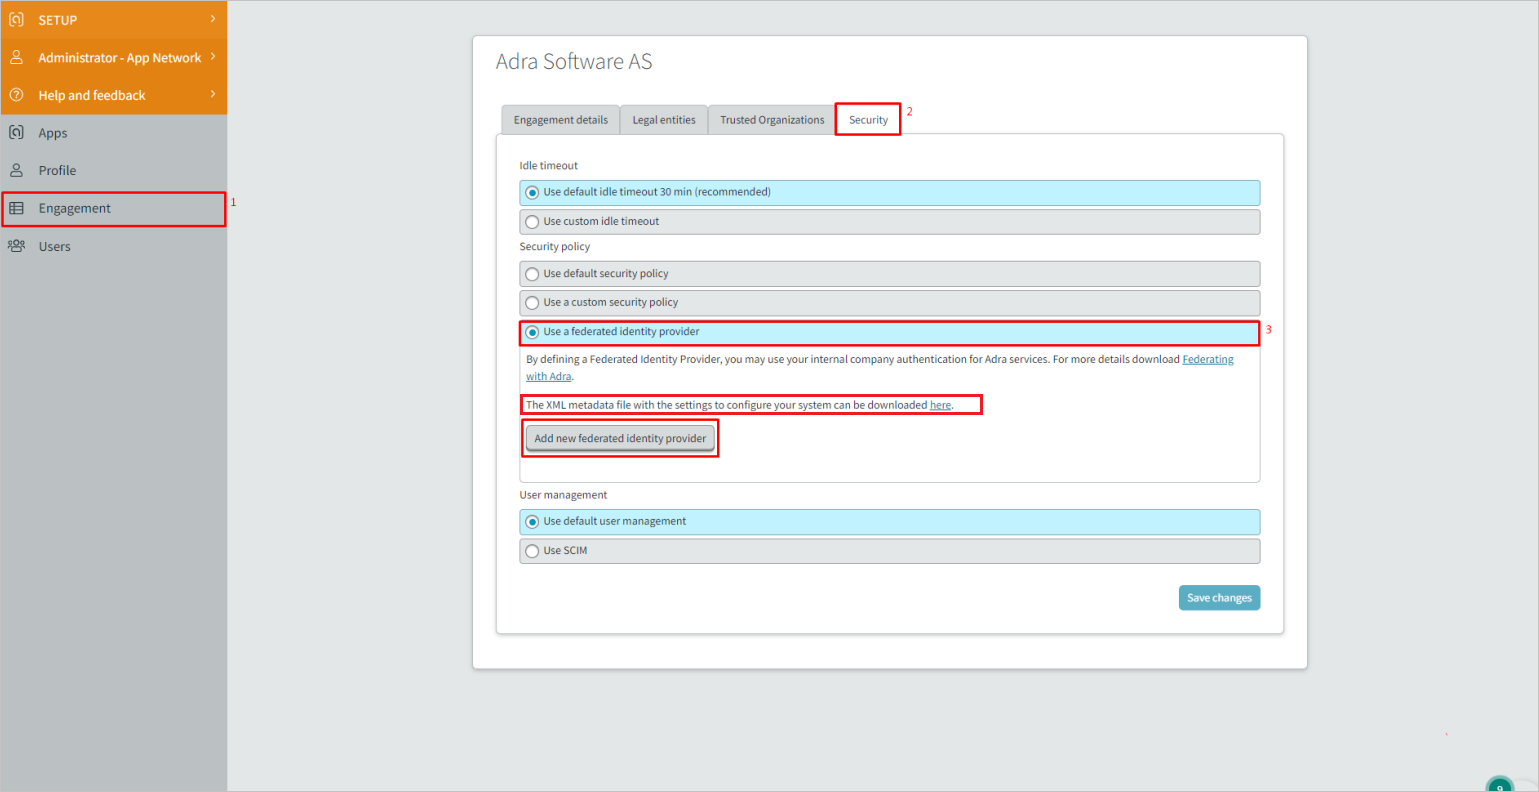 SETUP
Administrator - App Network
Help and feedback
Apps
Profile
Engagement
1
Users
Adra Software AS
Engagement details
Legal entities
Trusted Organizations
Security
2
Idle timeout
Use default idle timeout 30 min (recommended)
Use custom idle timeout
Security policy
Use default security policy
Use a custom security policy
Use a federated identity provider
3
By defining a Federated Identity Provider, you may use your internal company authentication for Adra services. For more details download Federating
with Adra.
The XML metadata file with the settings to configure your system can be downloaded here.
Add new federated identity provider
User management
Use default user management
Use SCIM
Save changes